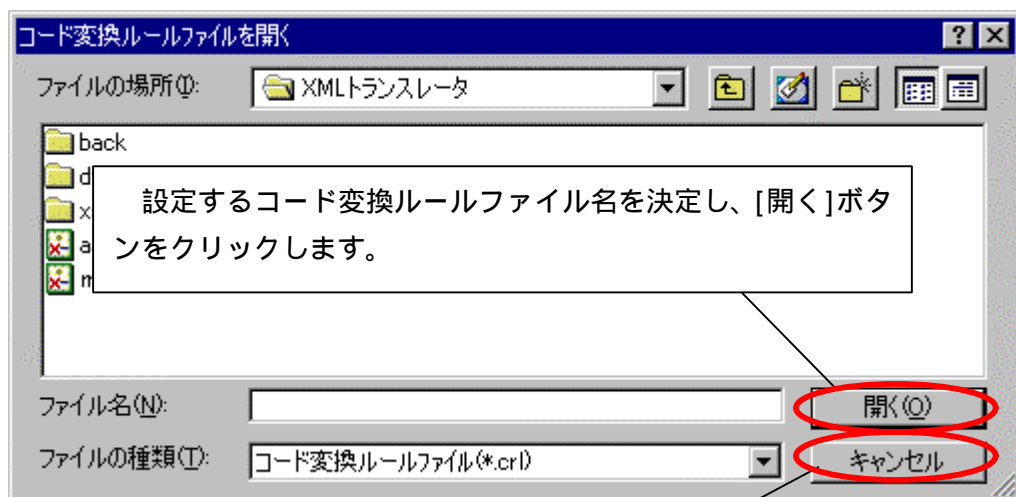 コード変換ルールファイルを開く
ファイルの場所(I):
XMLトランスレータ
back
設定するコード変換ルールファイル名を決定し、[開く]ボタ
ンをクリックします。
ファイル名(N):
開く(O)
ファイルの種類(T):
コード変換ルールファイル(*.crl)
キャンセル